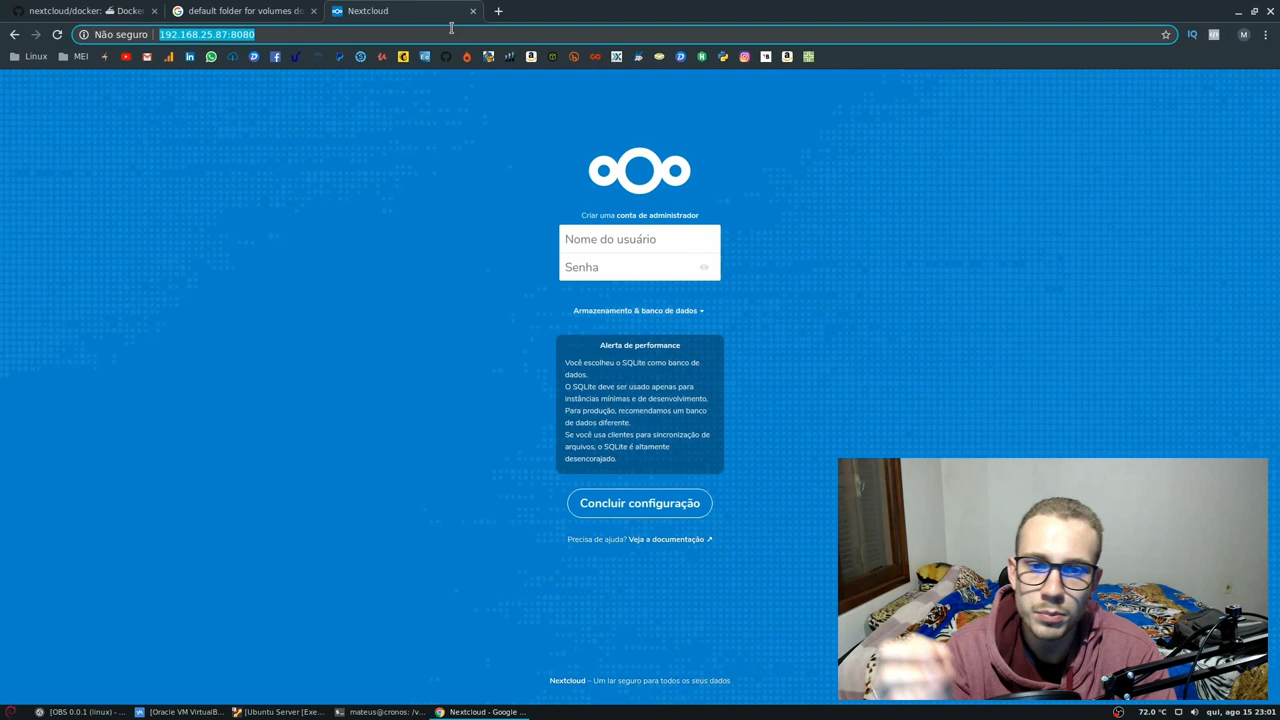 nextcloud/docker: ⛴ Docke
default folder for volumes do
Nextcloud
Não seguro
192.168.25.87:8080
M
Linux
MEI
Criar uma conta de administrador
Nome do usuário
Senha
Armazenamento & banco de dados
Alerta de performance
Você escolheu o SQLite como banco de
dados.
O SQLite deve ser usado apenas para
instâncias mínimas e de desenvolvimento.
Para produção, recomendamos um banco
de dados diferente.
Se você usa clientes para sincronização de
arquivos, o SQLite é altamente
desencorajado.
Concluir configuração
Precisa de ajuda? Veja a documentação ↗
Nextcloud – Um lar seguro para todos os seus dados
[OBS 0.0.1 (linux) - ...
[Oracle VM VirtualB...
[Ubuntu Server [Exe...
mateus@cronos: /v...
Nextcloud - Google ...
72.0 °C
qui, ago 15 23:01